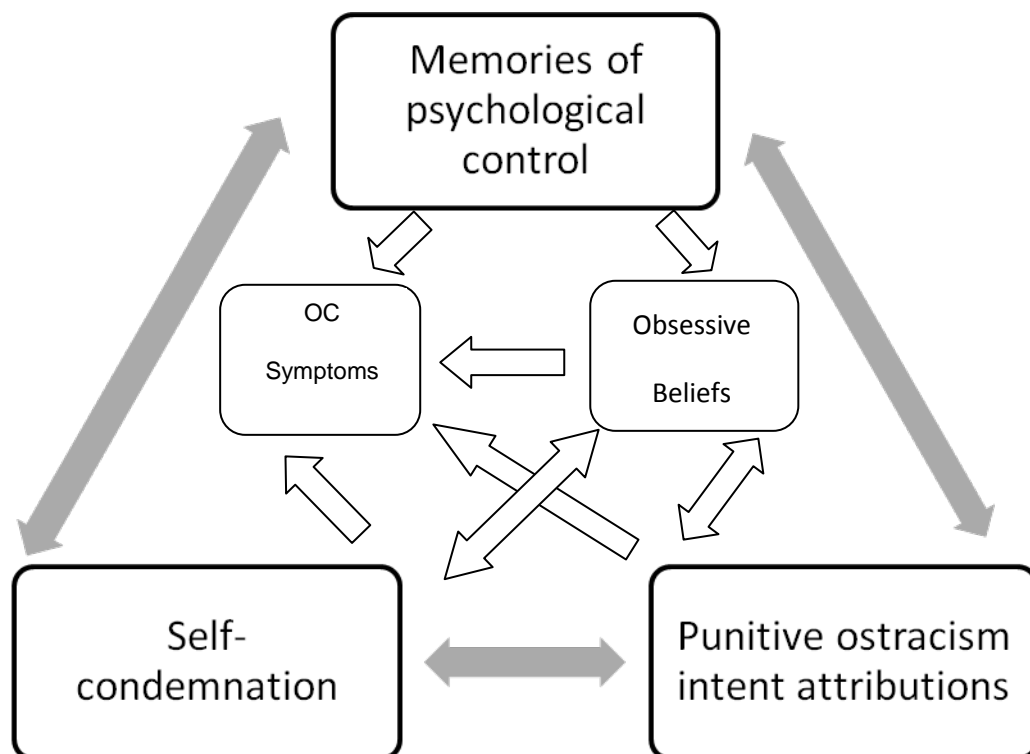 Memories of
psychological
control
OC
Symptoms
Obsessive
Beliefs
Self-
condemnation
Punitive ostracism
intent attributions